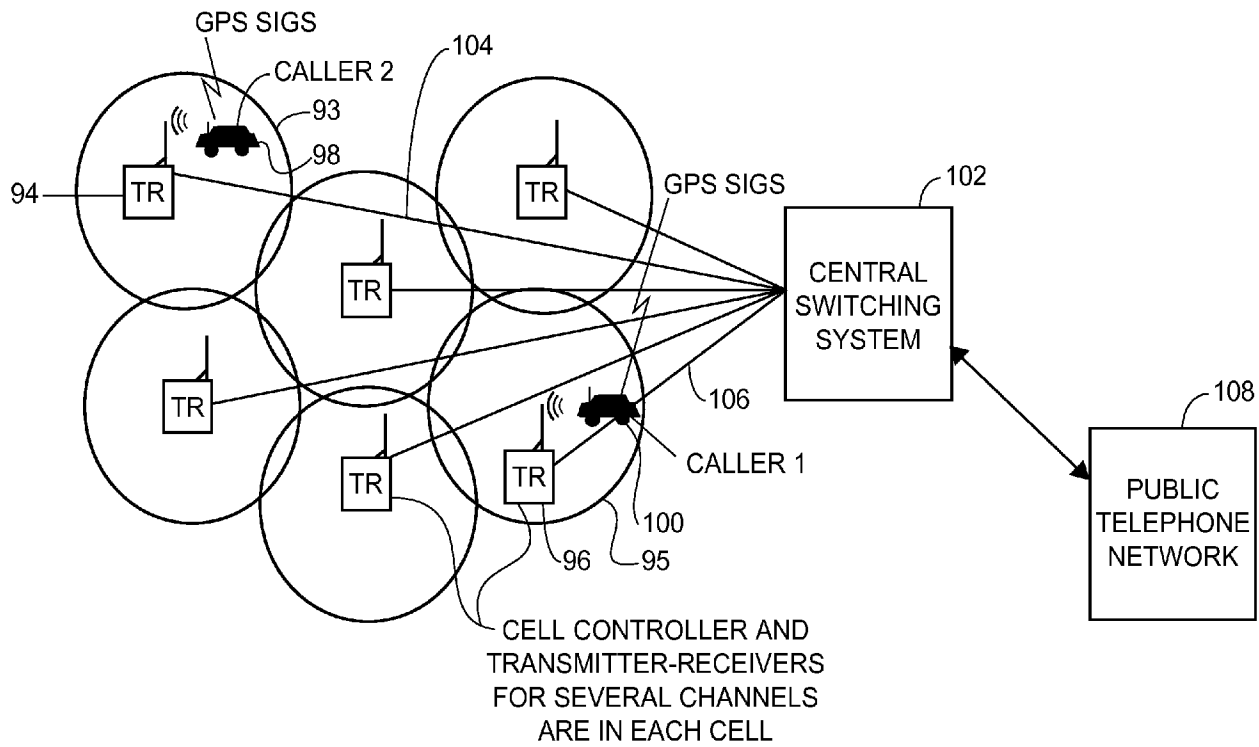 GPS SIGS
CALLER 2
104
93
98
94
TR
TR
GPS SIGS
102
TR
CENTRAL
SWITCHING
SYSTEM
TR
106
108
TR
TR
CALLER 1
100
96
95
PUBLIC
TELEPHONE
NETWORK
CELL CONTROLLER AND
TRANSMITTER-RECEIVERS
FOR SEVERAL CHANNELS
ARE IN EACH CELL